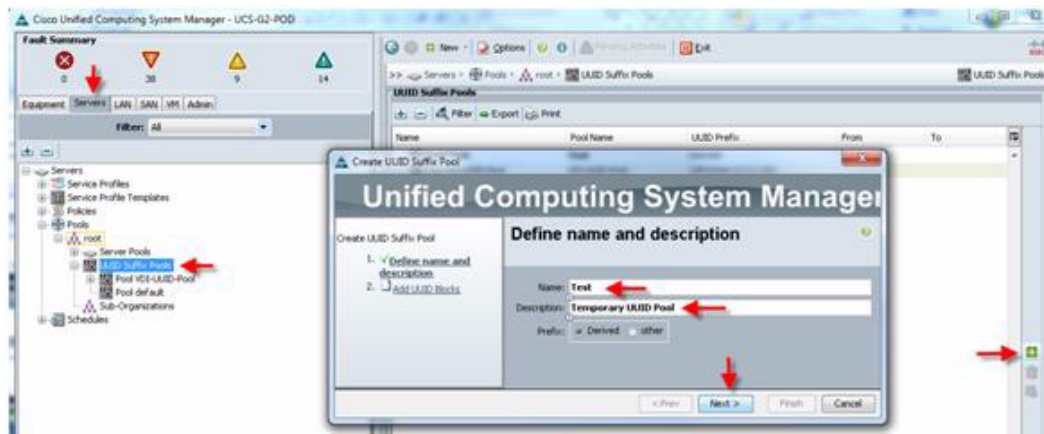 Cisco Unified Computing System Manager - UCS-G2-POD
Fault Summary
0 38 9 14
Equipment Servers LAN SAN VM Admin
Filter: All
Servers
Service Profiles
Service Profile Templates
Policies
Pools
root
Server Pools
UUID Suffix Pools
Pool VDI-UUID-Pool
Pool default
Sub-Organizations
Schedules
New Options Pending Activities Exit
>> Servers Pools root UUID Suffix Pools
UUID Suffix Pools
UUID Suffix Pools
Filter Export Print
Name Pool Name UUID Prefix From To
Create UUID Suffix Pool
Unified Computing System Manager
Create UUID Suffix Pool
1. Define name and
description
2. Add UUID Blocks
Define name and description
Name: Test
Description: Temporary UUID Pool
Prefix: Derived other
< Prev Next > Finish Cancel